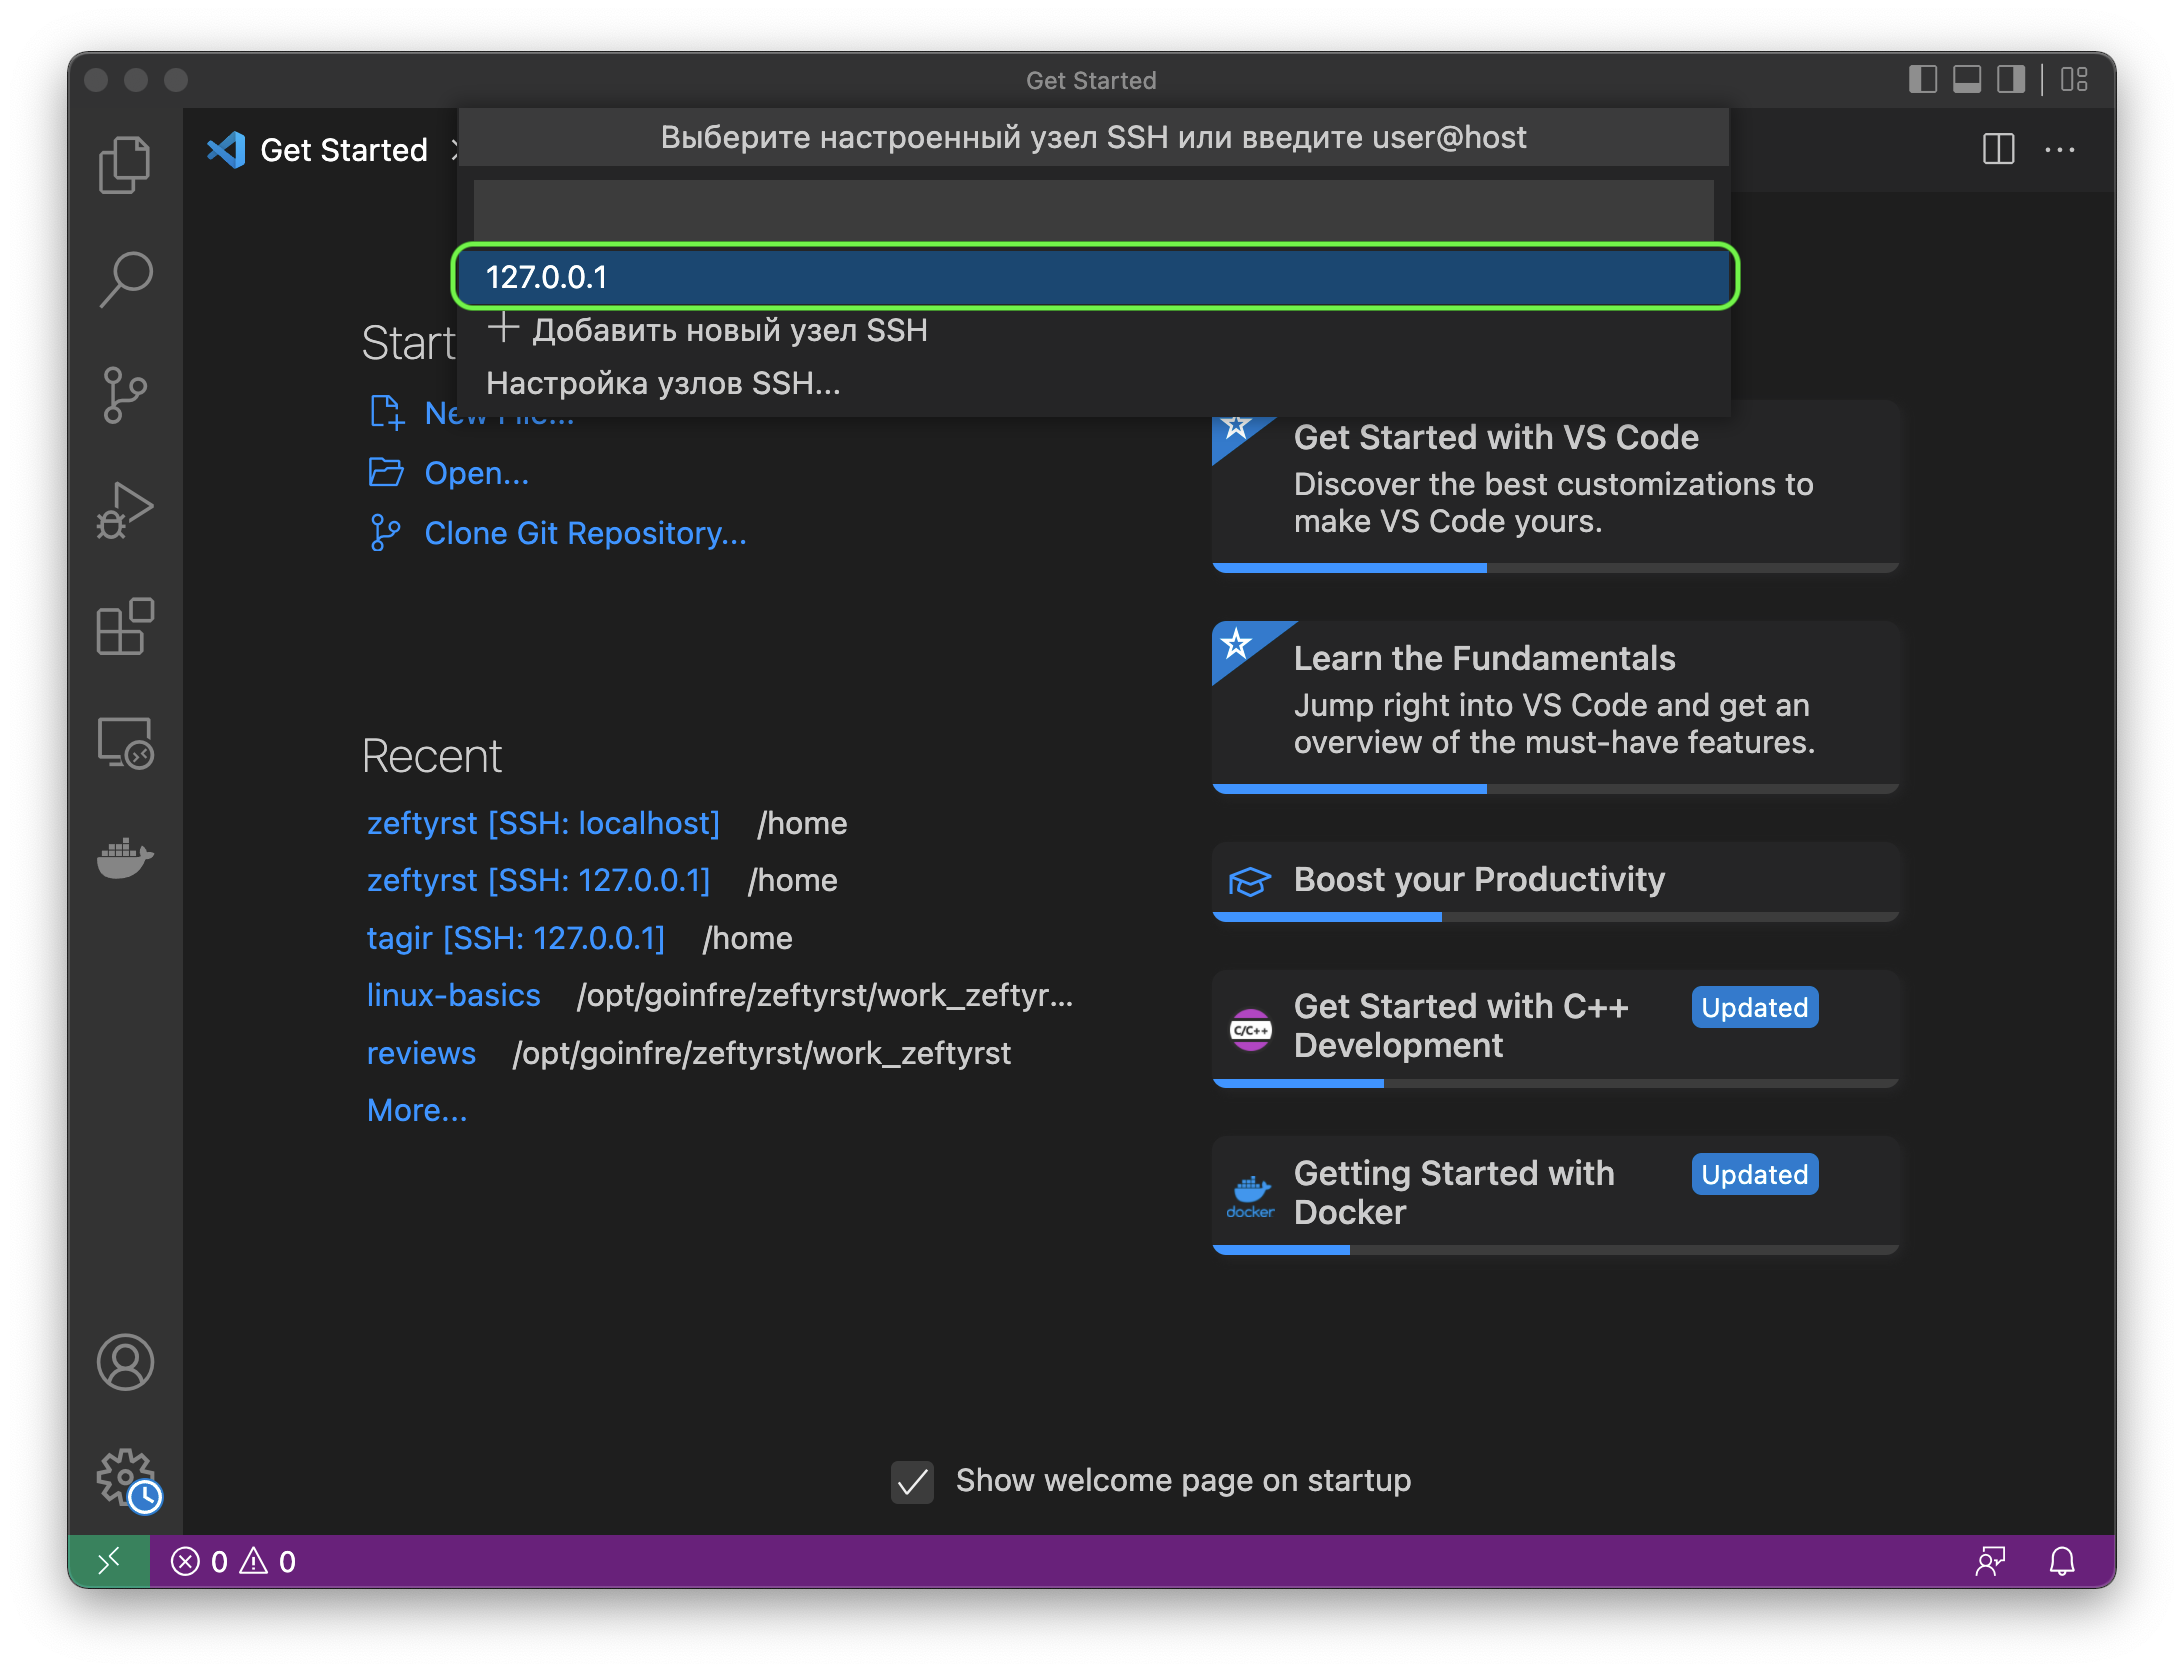 Get Started
Get Started
Выберите настроенный узел SSH или введите user@host
127.0.0.1
Добавить новый узел SSH
Настройка узлов SSH...
Start
New File...
Open...
Clone Git Repository...
Recent
zeftyrst [SSH: localhost] /home
zeftyrst [SSH: 127.0.0.1] /home
tagir [SSH: 127.0.0.1] /home
linux-basics /opt/goinfre/zeftyrst/work_zeftyr...
reviews /opt/goinfre/zeftyrst/work_zeftyrst
More...
Get Started with VS Code
Discover the best customizations to
make VS Code yours.
Learn the Fundamentals
Jump right into VS Code and get an
overview of the must-have features.
Boost your Productivity
C/C++
Get Started with C++ Updated
Development
Getting Started with Updated
docker
Docker
Show welcome page on startup
0 0